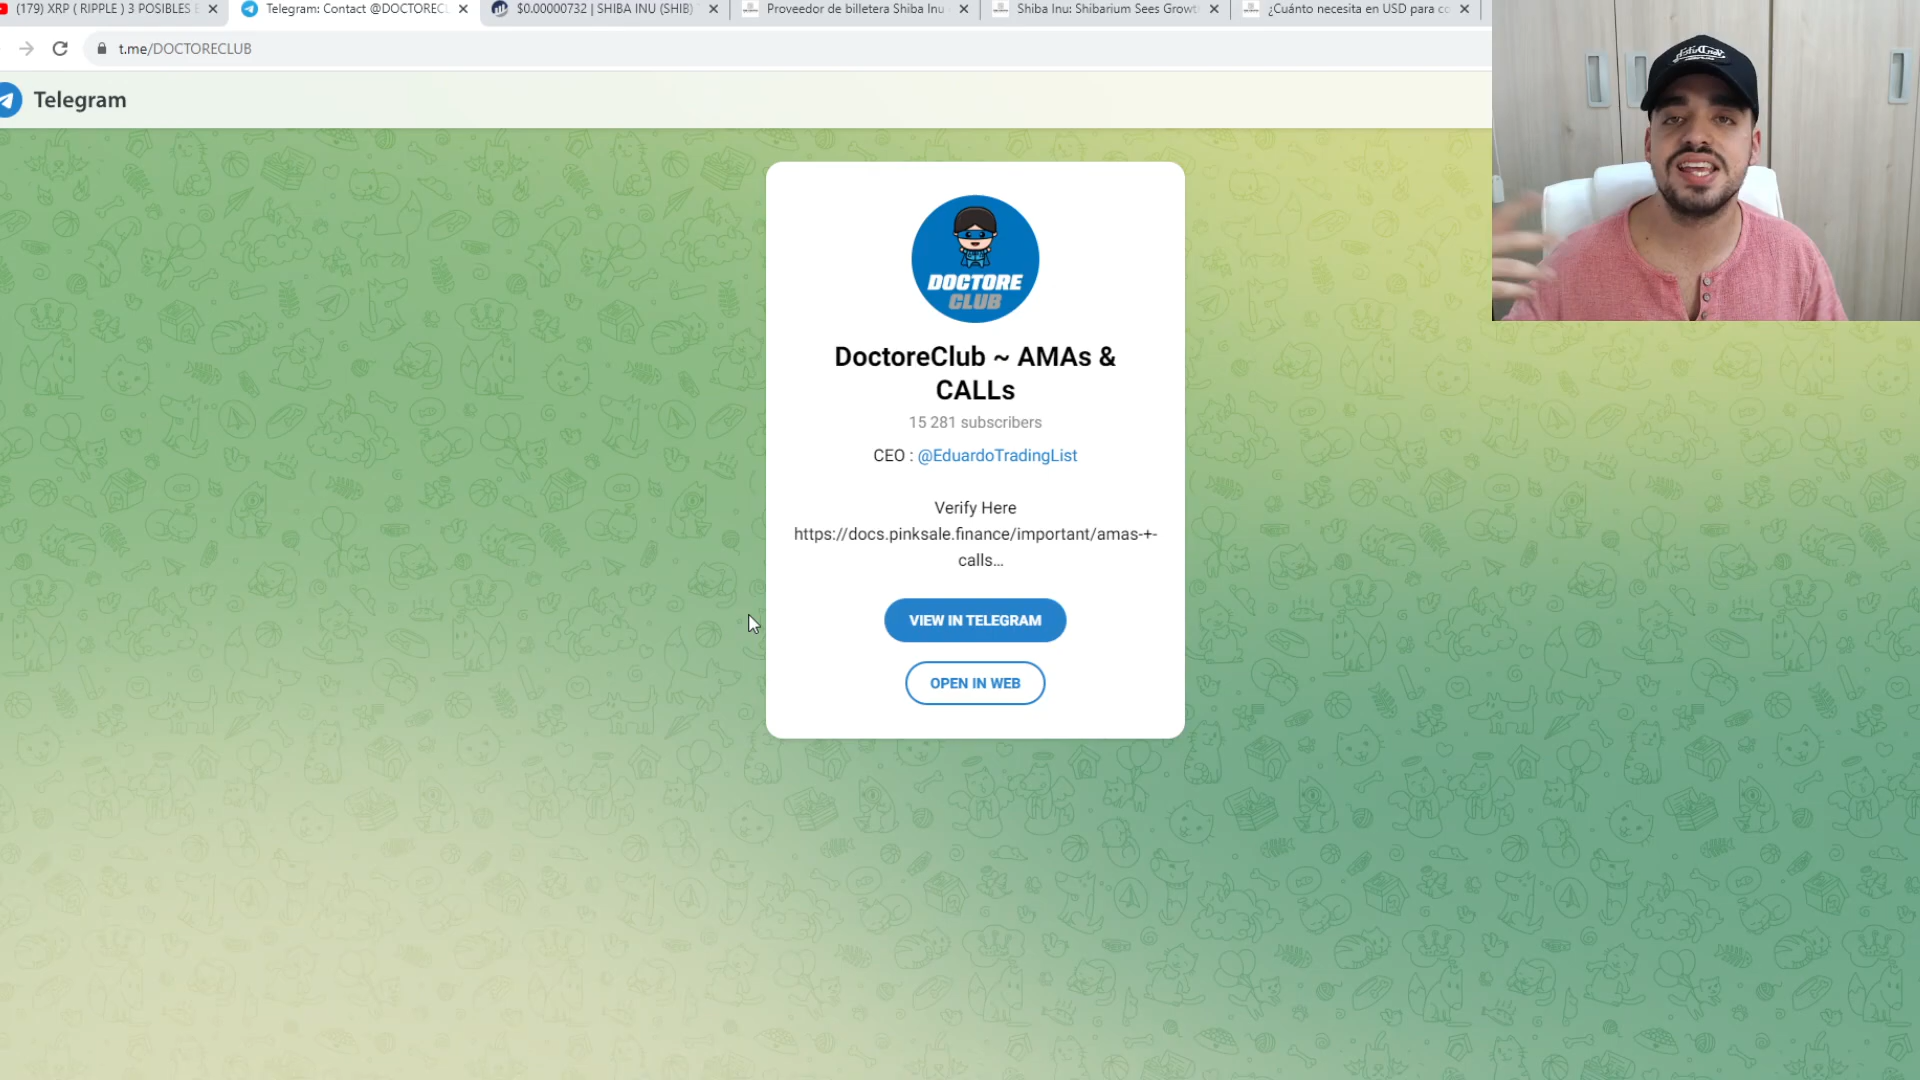 (179) XRP ( RIPPLE ) 3 POSIBLES
Telegram: Contact @DOCTOREC
$0.00000732 | SHIBA INU (SHIB)
Proveedor de billetera Shiba Inu
Shiba Inu: Shibarium Sees Growt
¿Cuánto necesita en USD para co
t.me/DOCTORECLUB
Telegram
DOCTORE
CLUB
DoctoreClub ~ AMAs &
CALLs
15 281 subscribers
CEO : @EduardoTradingList
Verify Here
https://docs.pinksale.finance/important/amas-+-
calls...
VIEW IN TELEGRAM
OPEN IN WEB